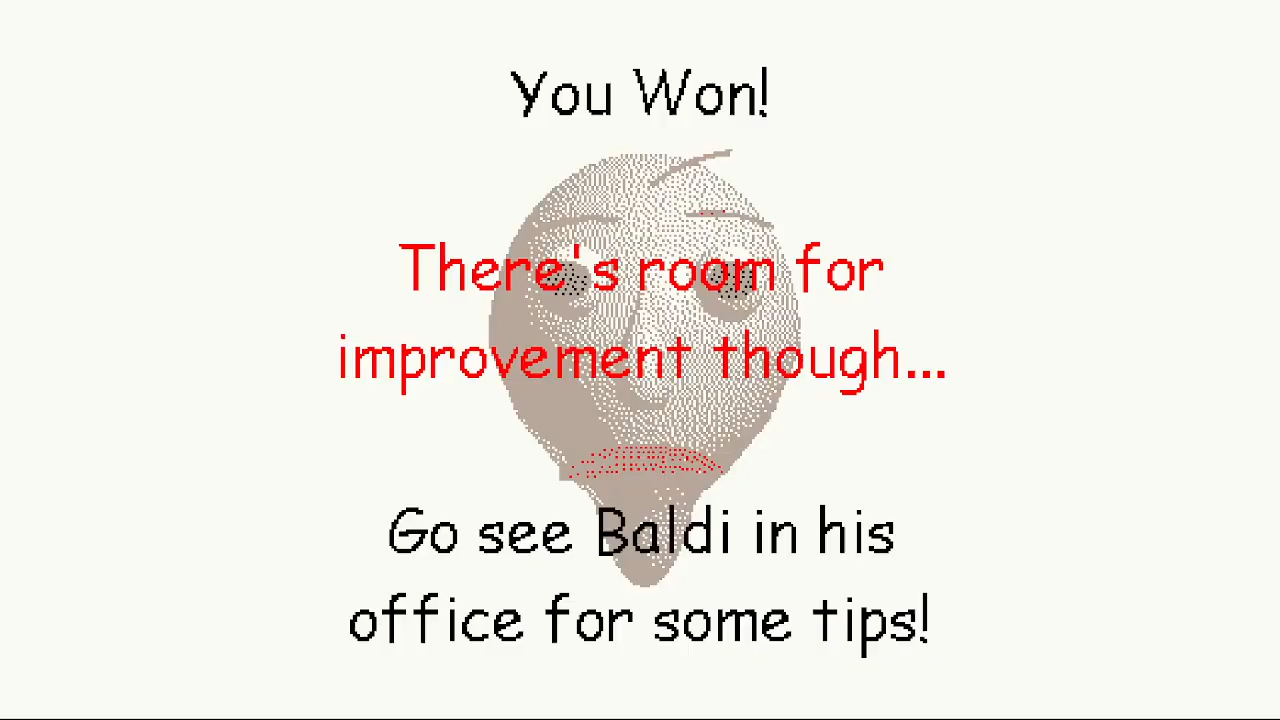 You Won!
There's room for
improvement though...
Go see Baldi in his
office for some tips!